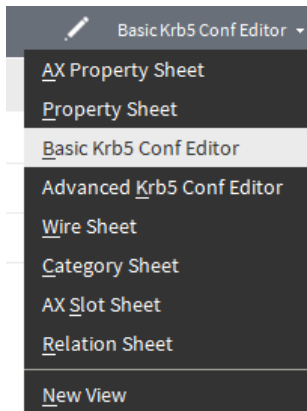 Basic Krb5 Conf Editor
AX Property Sheet
Property Sheet
Basic Krb5 Conf Editor
Advanced Krb5 Conf Editor
Wire Sheet
Category Sheet
AX Slot Sheet
Relation Sheet
New View